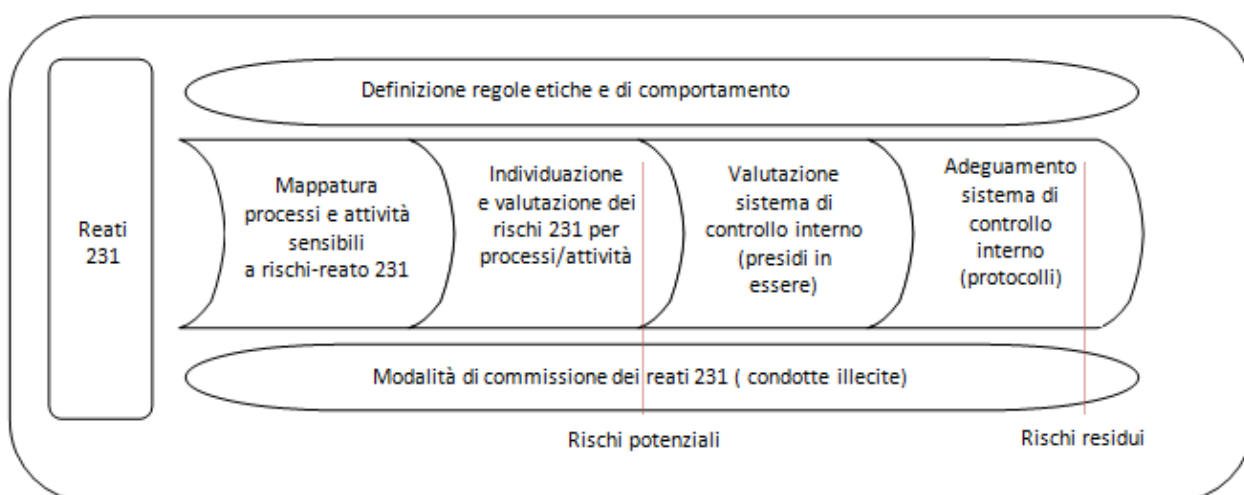 Definizione regole etiche e di comportamento
Reati
231
Mappatura
processi e attività
sensibili
a rischi-reato 231
Individuazione
e valutazione dei
rischi 231 per
processi/attività
Valutazione
sistema di
controllo interno
(presidi in
essere)
Adeguamento
sistema di
controllo
interno
(protocolli)
Modalità di commissione dei reati 231 ( condotte illecite)
Rischi potenziali
Rischi residui